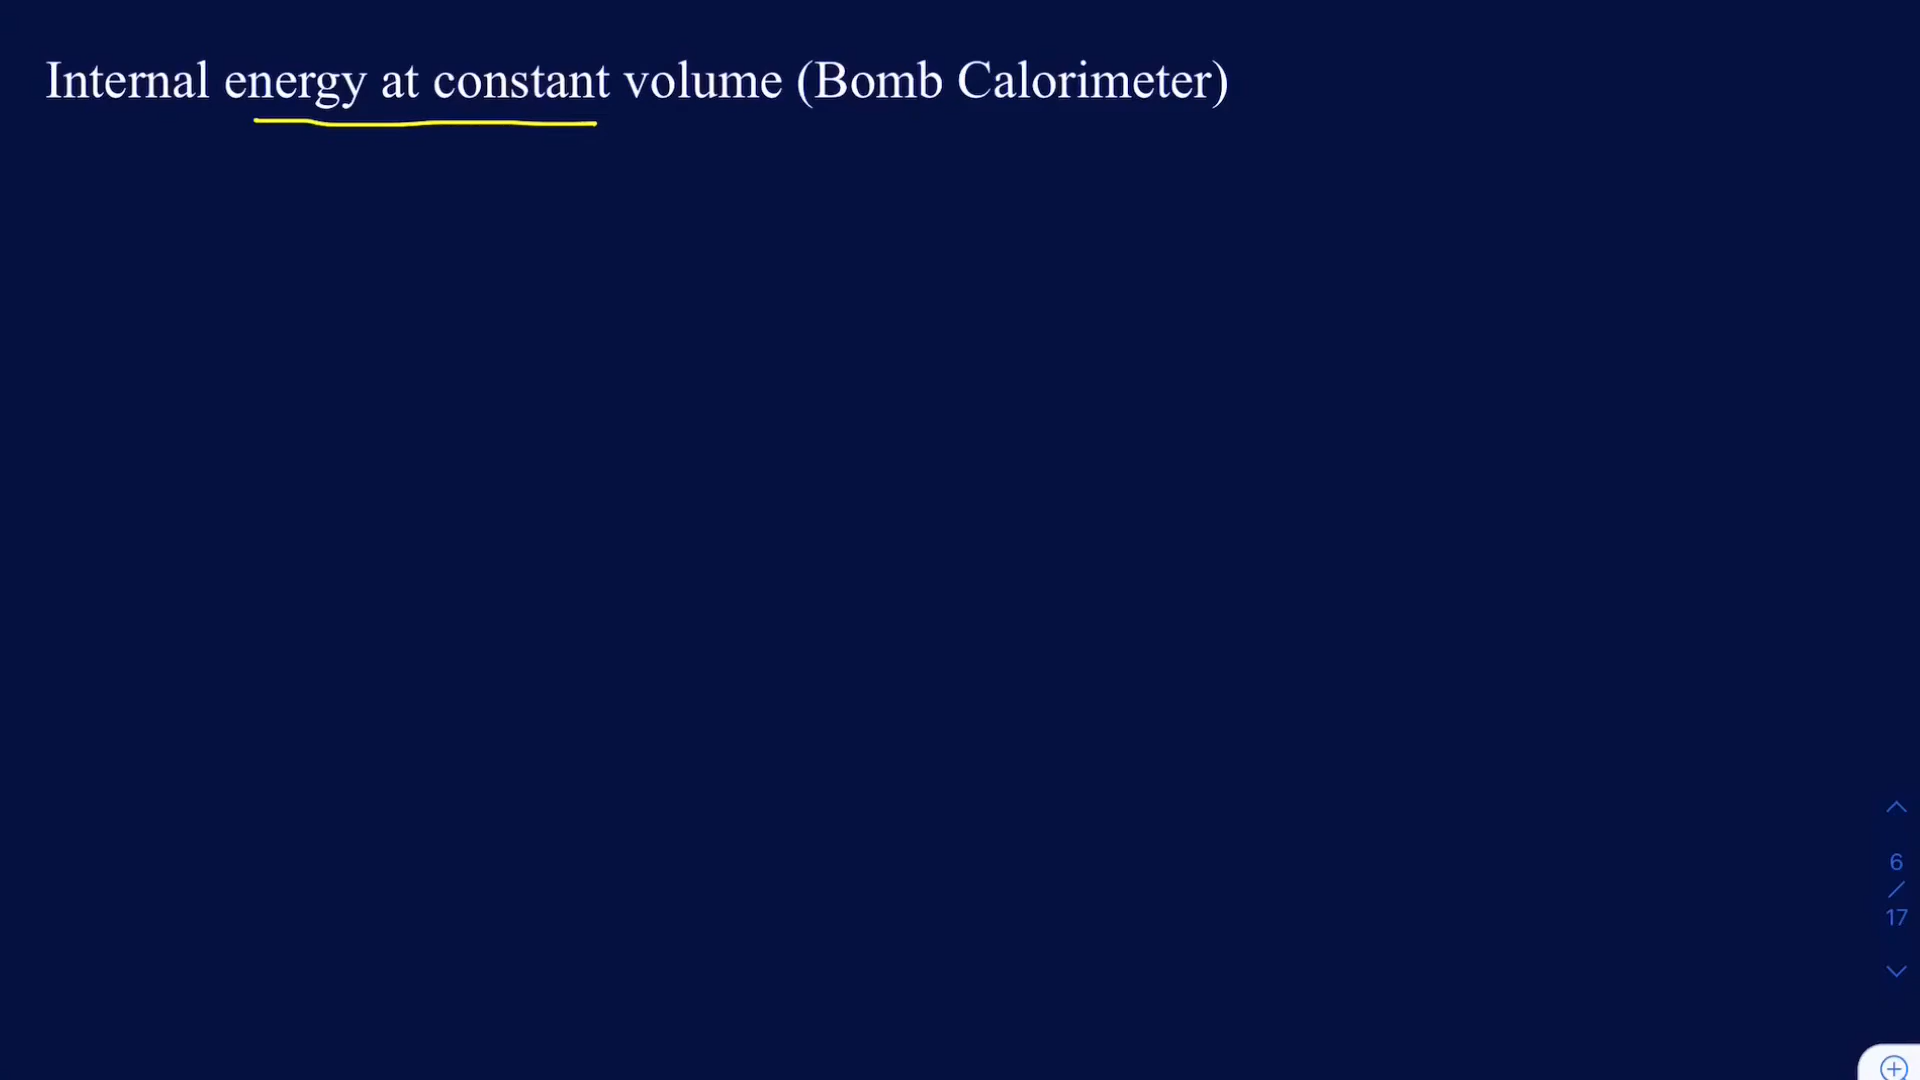 Internal energy at constant volume (Bomb Calorimeter)
6
/
17